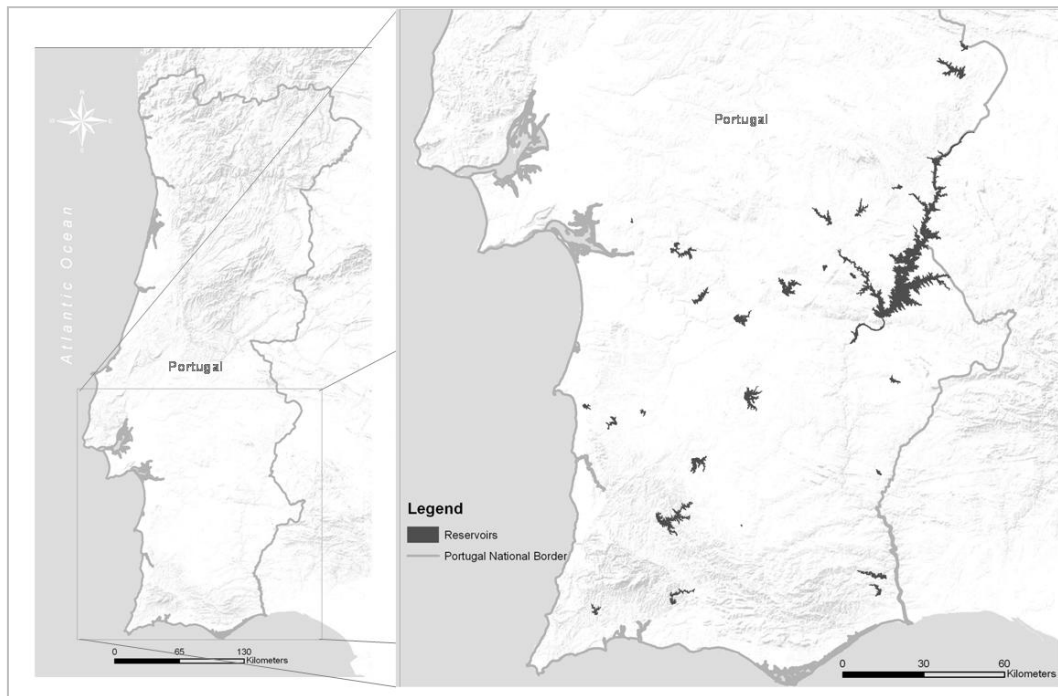 Atlantic Ocean
Portugal
0 65 130
Kilometers
Portugal
Legend
Reservoirs
Portugal National Border
0 30 60
Kilometers